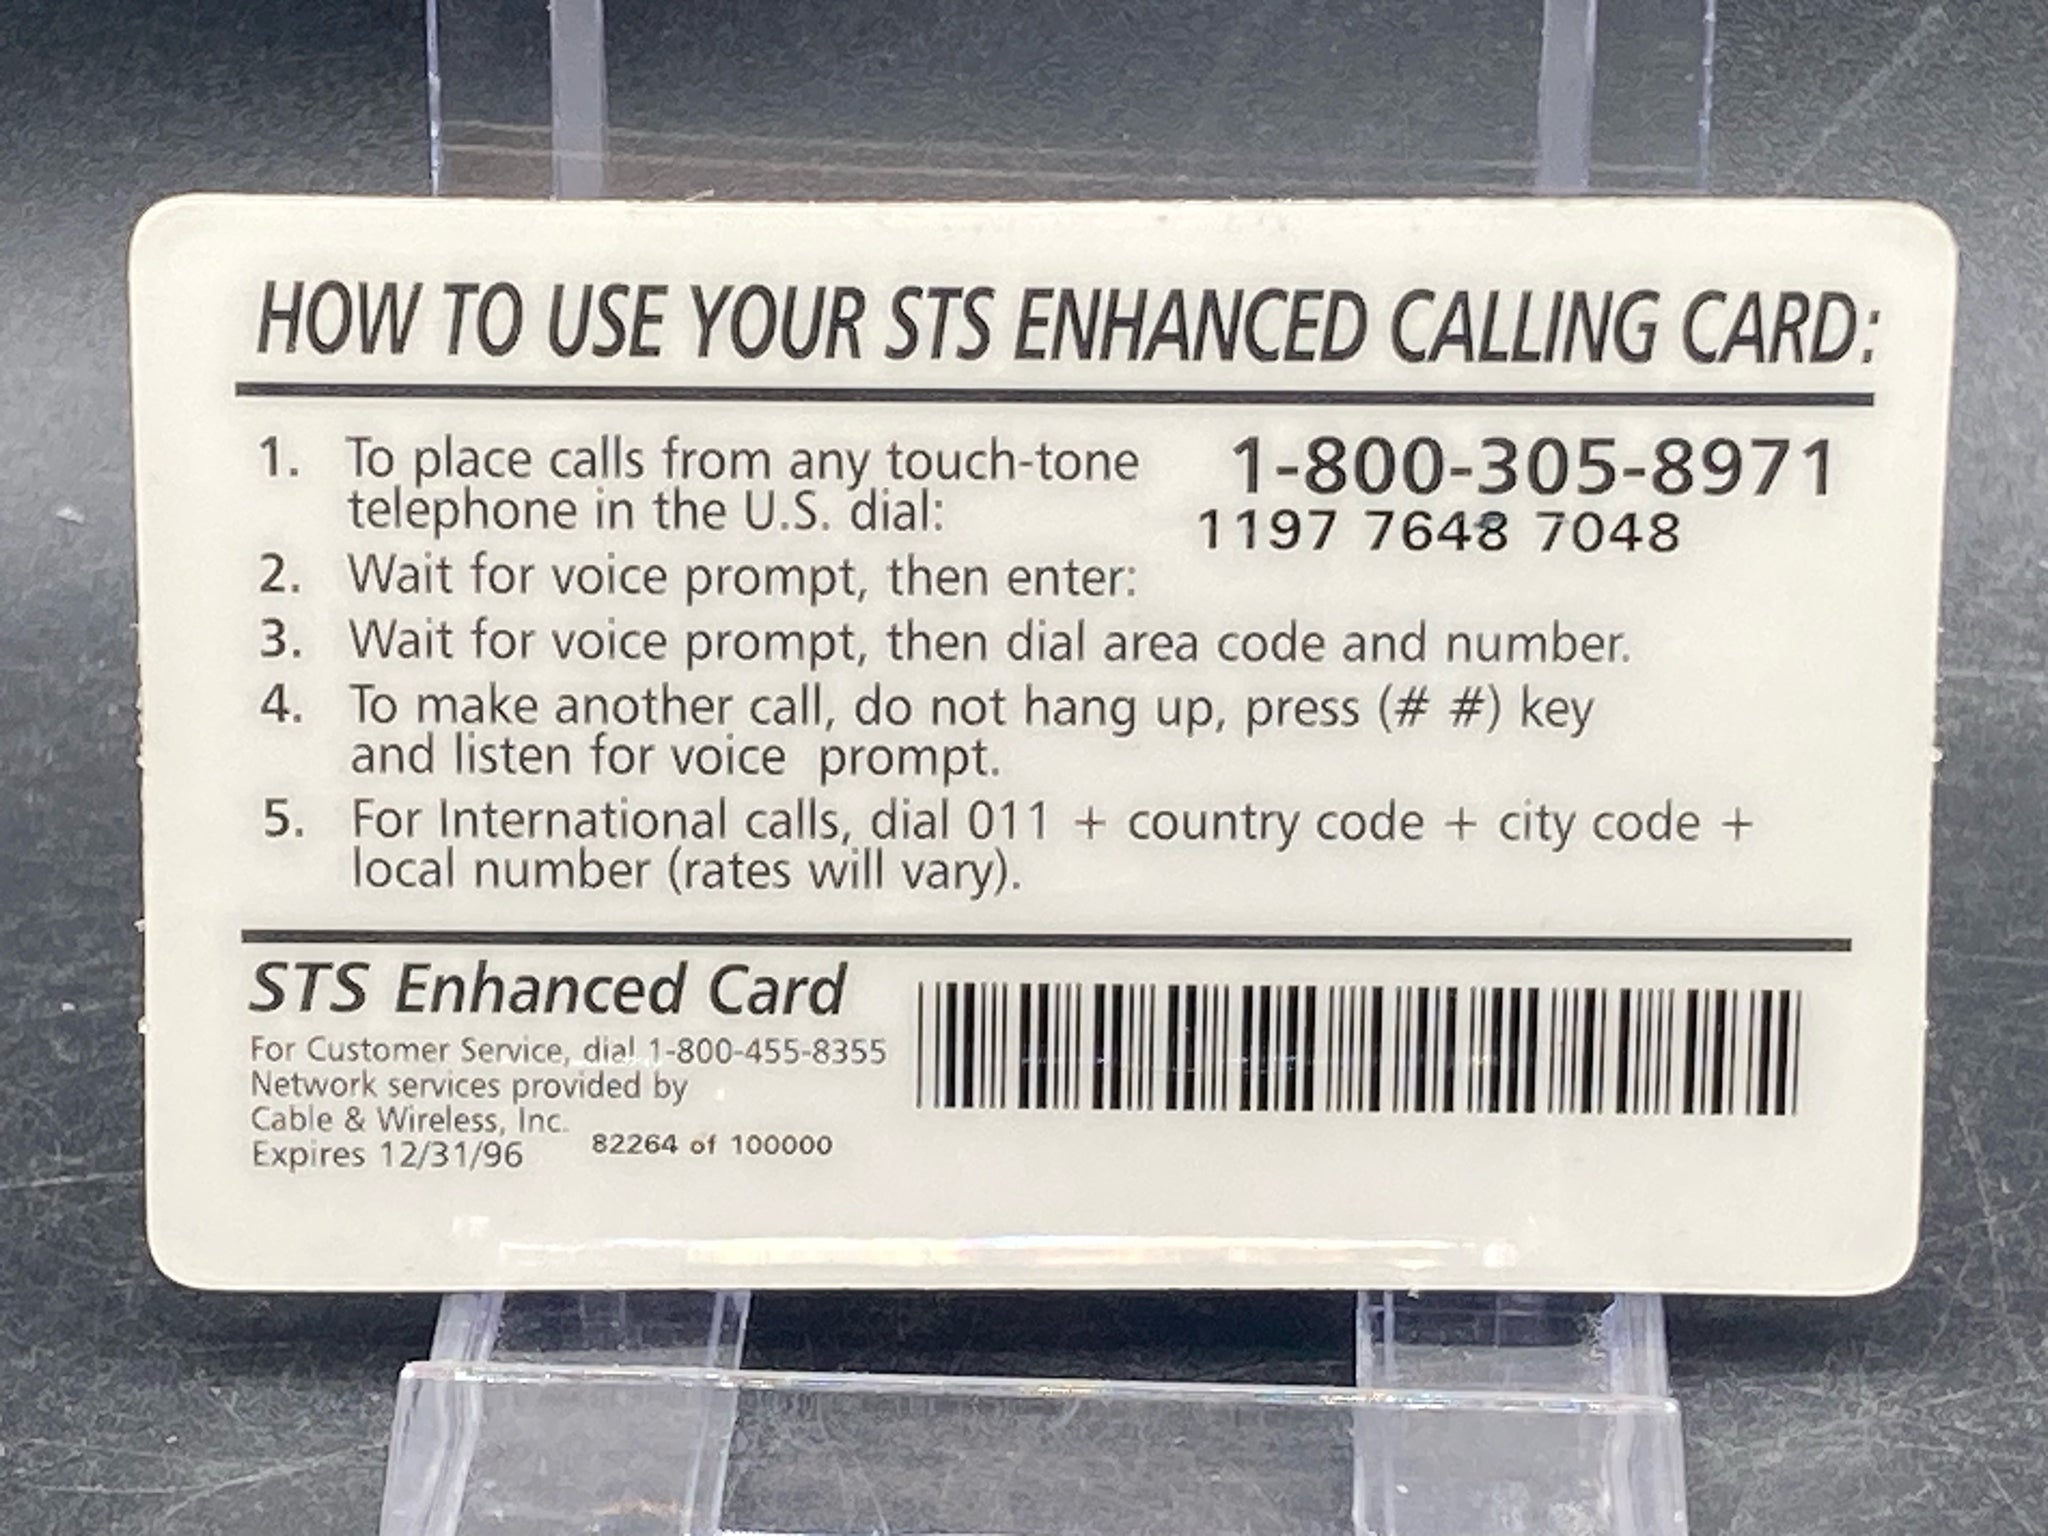 HOW TO USE YOUR STS ENHANCED CALLING CARD:
1. To place calls from any touch-tone 1-800-305-8971
telephone in the U.S. dial: 1197 7648 7048
2. Wait for voice prompt, then enter:
3. Wait for voice prompt, then dial area code and number.
4. To make another call, do not hang up, press (# #) key
and listen for voice prompt.
5. For International calls, dial 011 + country code + city code +
local number (rates will vary).
STS Enhanced Card
For Customer Service, dial 1-800-455-8355
Network services provided by
Cable & Wireless, Inc.
Expires 12/31/96 82264 of 100000